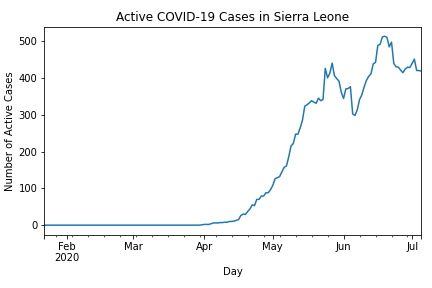 Active COVID-19 Cases in Sierra Leone
Number of Active Cases
500
400
300
200
100
0
Feb
2020
Mar
Apr
May
Jun
Jul
Day